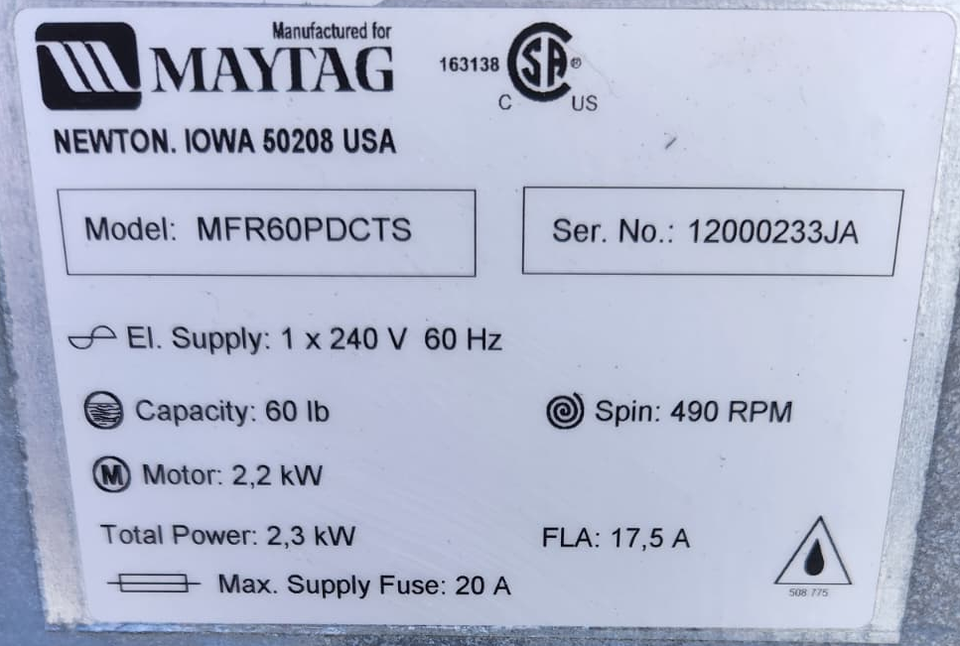 Manufactured for
MAYTAG
163138 SA ®
C US
NEWTON. IOWA 50208 USA
Model: MFR60PDCTS
Ser. No.: 12000233JA
El. Supply: 1 x 240 V 60 Hz
Capacity: 60 lb
Spin: 490 RPM
M Motor: 2,2 kW
Total Power: 2,3 kW
FLA: 17,5 A
Max. Supply Fuse: 20 A
508 775